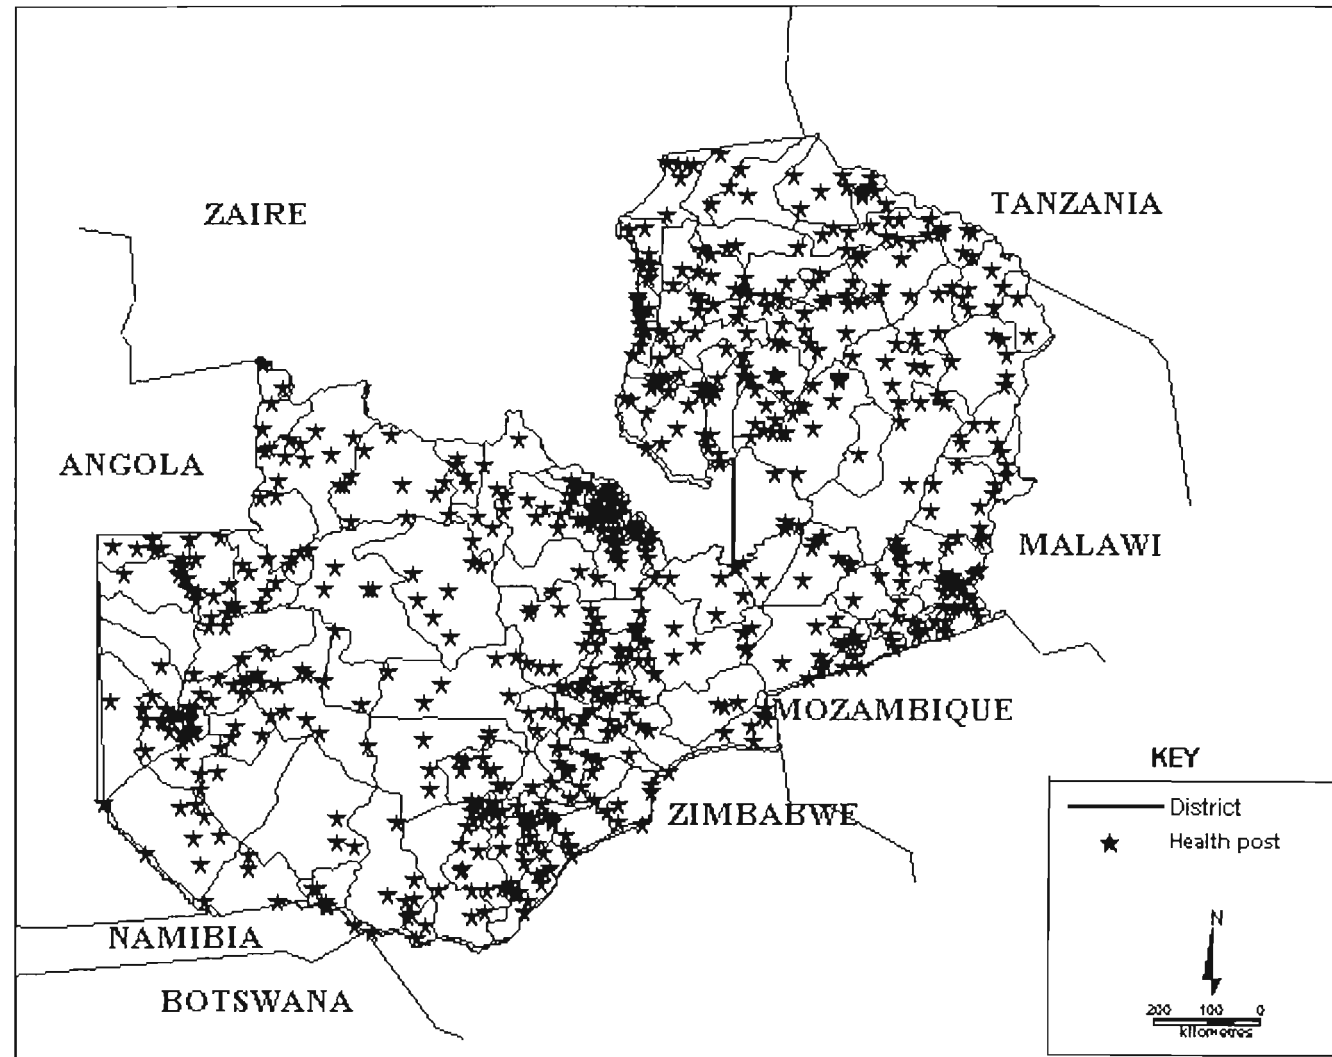 ZAIRE
TANZANIA
ANGOLA
MALAWI
MOZAMBIQUE
ZIMBABWE
NAMIBIA
BOTSWANA
KEY
District
Health post
N
200 100 0
kilometres